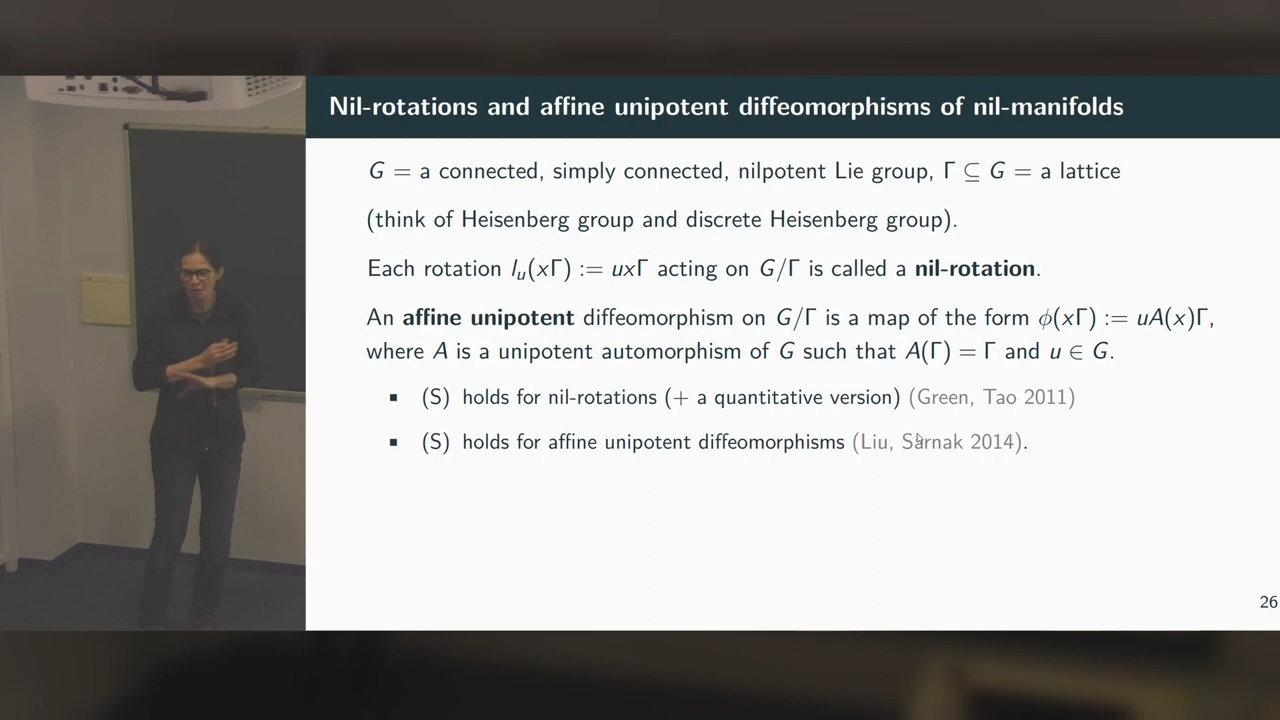 Nil-rotations and affine unipotent diffeomorphisms of nil-manifolds
G = a connected, simply connected, nilpotent Lie group, Γ ⊆ G = a lattice
(think of Heisenberg group and discrete Heisenberg group).
Each rotation l_u(xΓ) := uxΓ acting on G/Γ is called a nil-rotation.
An affine unipotent diffeomorphism on G/Γ is a map of the form ϕ(xΓ) := uA(x)Γ,
where A is a unipotent automorphism of G such that A(Γ) = Γ and u ∈ G.
▪ (S) holds for nil-rotations (+ a quantitative version) (Green, Tao 2011)
▪ (S) holds for affine unipotent diffeomorphisms (Liu, Sarnak 2014).
26